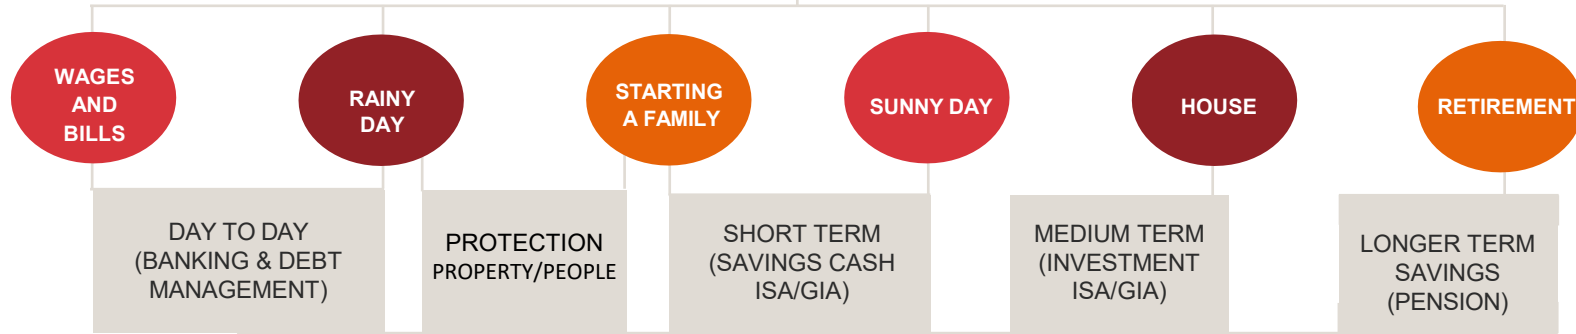 WAGES
AND
BILLS
RAINY
DAY
STARTING
A FAMILY
SUNNY DAY
HOUSE
RETIREMENT
DAY TO DAY
(BANKING & DEBT
MANAGEMENT)
PROTECTION
PROPERTY/PEOPLE
SHORT TERM
(SAVINGS CASH
ISA/GIA)
MEDIUM TERM
(INVESTMENT
ISA/GIA)
LONGER TERM
SAVINGS
(PENSION)